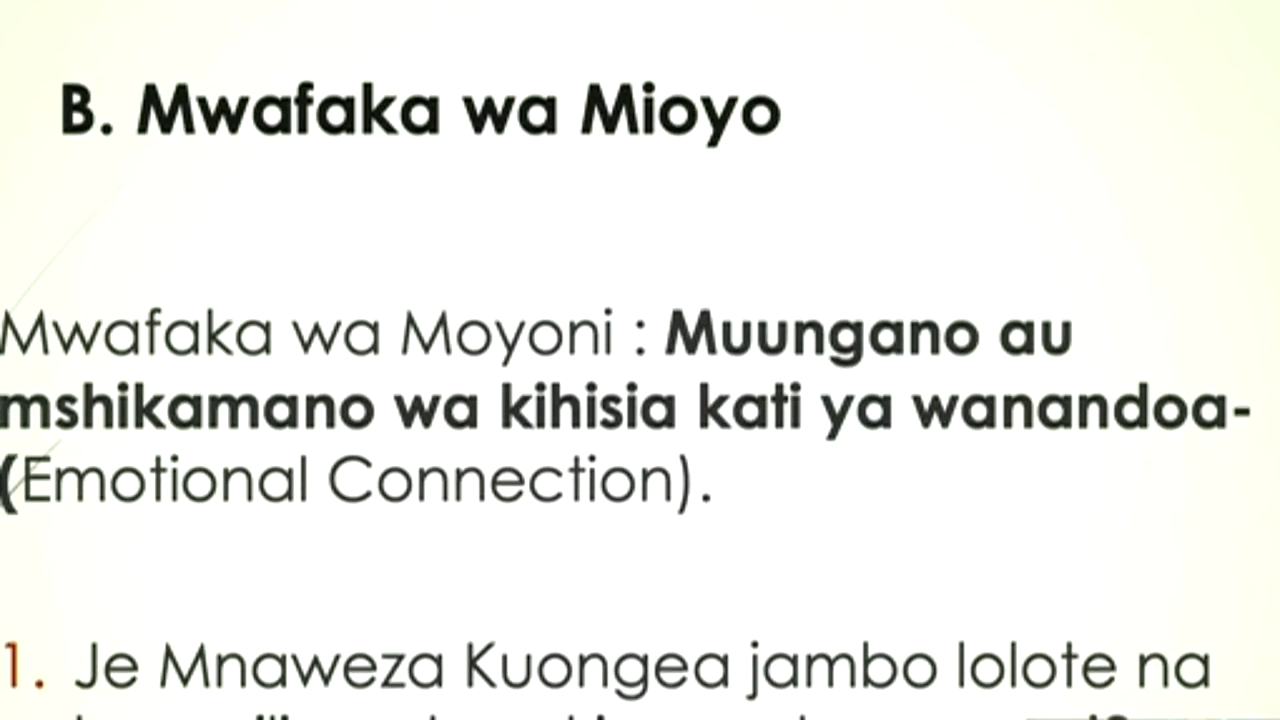 B. Mwafaka wa Mioyo
Mwafaka wa Moyoni : Muungano au
mshikamano wa kihisia kati ya wanandoa-
(Emotional Connection).
1. Je Mnaweza Kuongea jambo lolote na